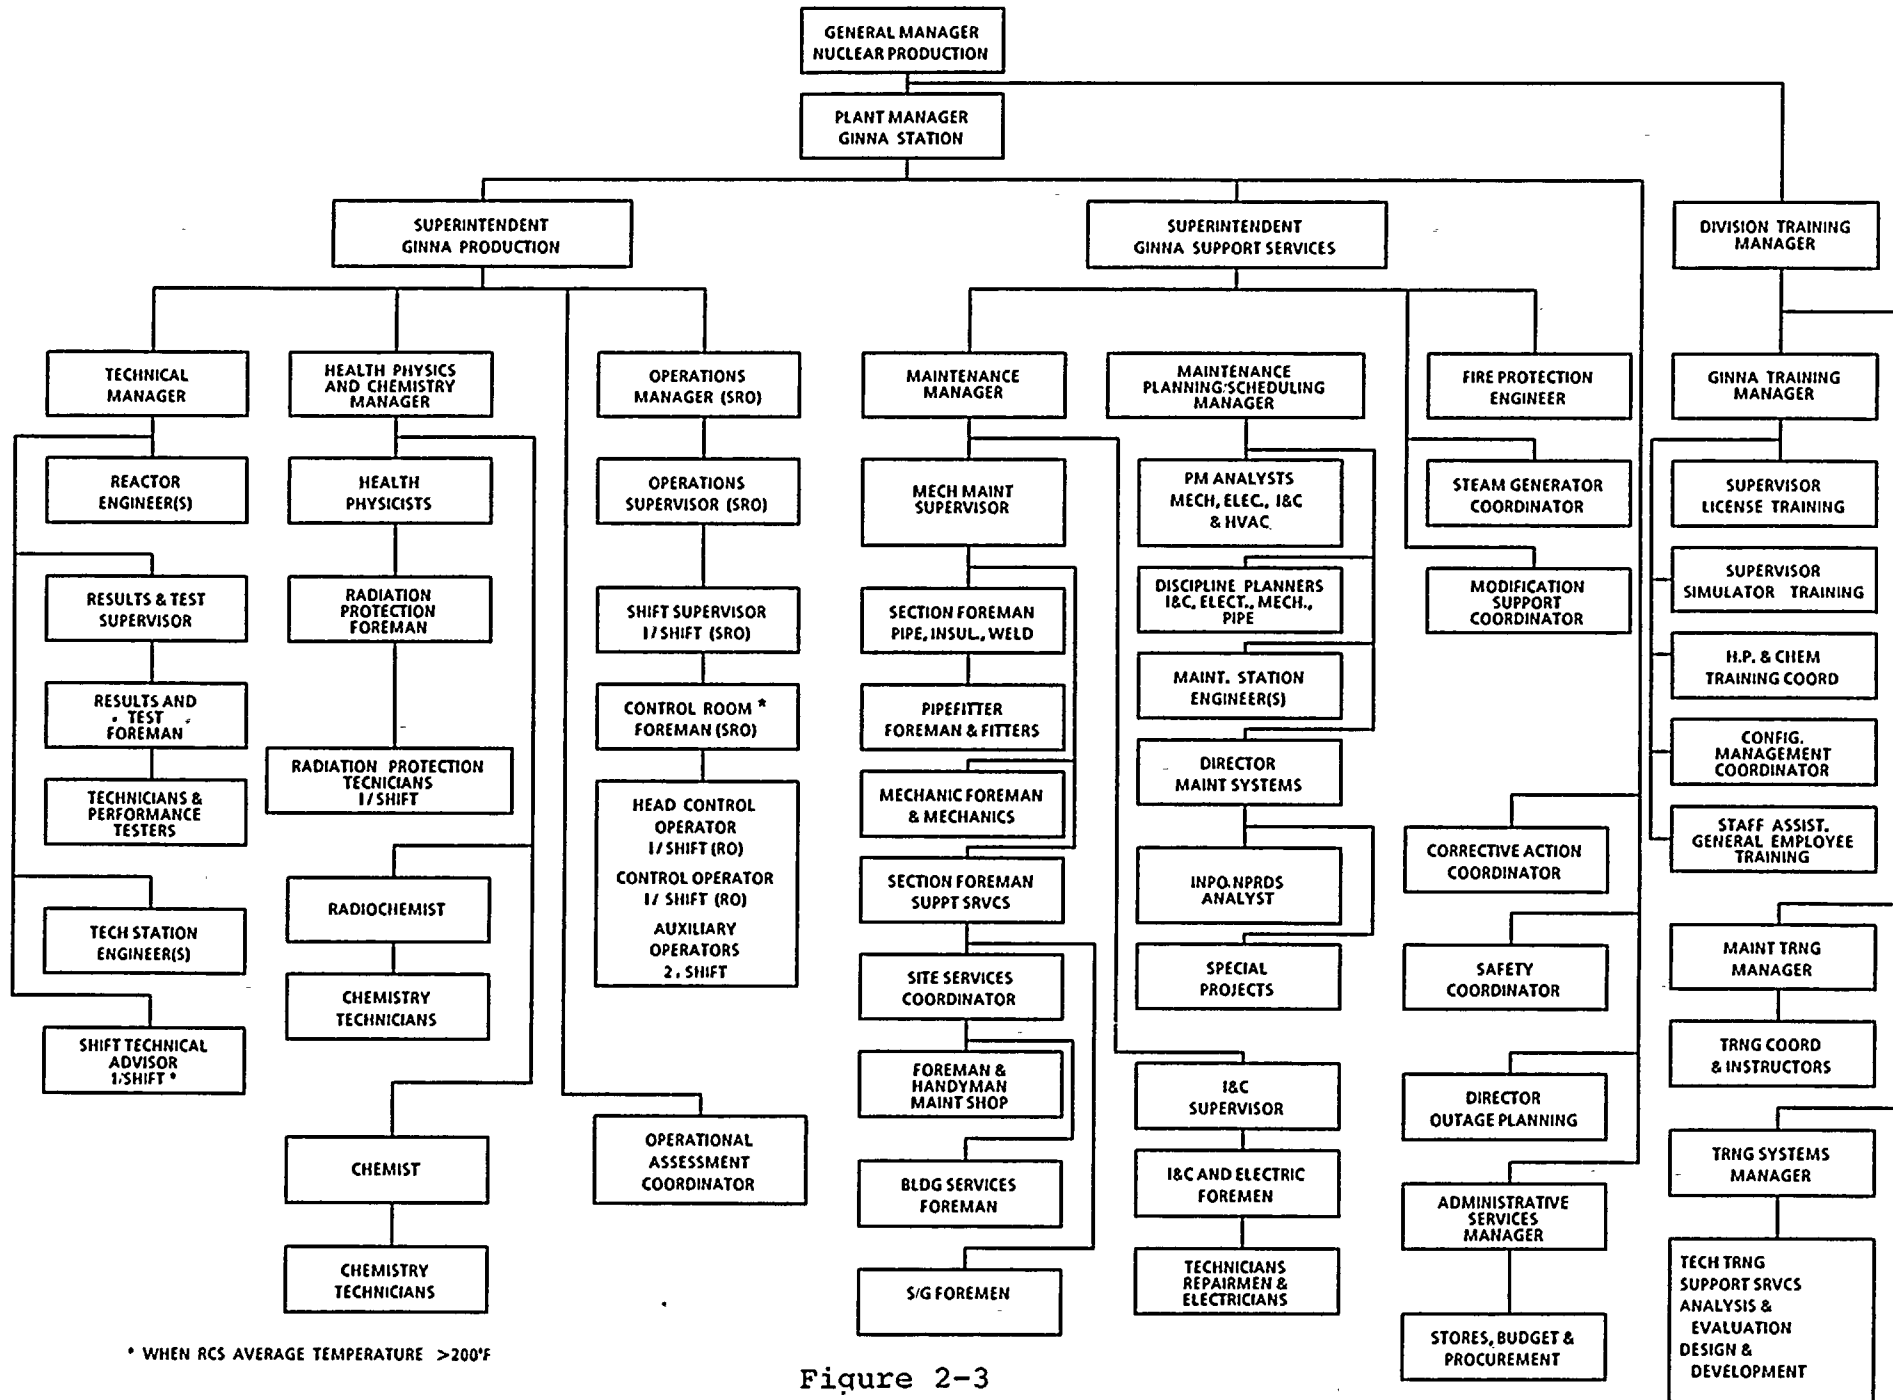 GENERAL MANAGER
NUCLEAR PRODUCTION
PLANT MANAGER
GINNA STATION
SUPERINTENDENT
GINNA PRODUCTION
SUPERINTENDENT
GINNA SUPPORT SERVICES
DIVISION TRAINING
MANAGER
TECHNICAL
MANAGER
HEALTH PHYSICS
AND CHEMISTRY
MANAGER
OPERATIONS
MANAGER (SRO)
MAINTENANCE
MANAGER
MAINTENANCE
PLANNING/SCHEDULING
MANAGER
FIRE PROTECTION
ENGINEER
GINNA TRAINING
MANAGER
REACTOR
ENGINEER(S)
HEALTH
PHYSICISTS
OPERATIONS
SUPERVISOR (SRO)
MECH MAINT
SUPERVISOR
PM ANALYSTS
MECH, ELEC., I&C
& HVAC
STEAM GENERATOR
COORDINATOR
SUPERVISOR
LICENSE TRAINING
RESULTS & TEST
SUPERVISOR
RADIATION
PROTECTION
FOREMAN
SHIFT SUPERVISOR
1/SHIFT (SRO)
SECTION FOREMAN
PIPE, INSUL., WELD
DISCIPLINE PLANNERS
I&C, ELECT., MECH.,
PIPE
MODIFICATION
SUPPORT
COORDINATOR
SUPERVISOR
SIMULATOR TRAINING
RESULTS AND
TEST
FOREMAN
CONTROL ROOM *
FOREMAN (SRO)
PIPEFITTER
FOREMAN & FITTERS
MAINT. STATION
ENGINEER(S)
H.P. & CHEM
TRAINING COORD
TECHNICIANS &
PERFORMANCE
TESTERS
RADIATION PROTECTION
TECNICIANS
1/SHIFT
HEAD CONTROL
OPERATOR
1/SHIFT (RO)
CONTROL OPERATOR
1/ SHIFT (RO)
AUXILIARY
OPERATORS
2, SHIFT
MECHANIC FOREMAN
& MECHANICS
DIRECTOR
MAINT SYSTEMS
CONFIG.
MANAGEMENT
COORDINATOR
CORRECTIVE ACTION
COORDINATOR
STAFF ASSIST.
GENERAL EMPLOYEE
TRAINING
TECH STATION
ENGINEER(S)
RADIOCHEMIST
SECTION FOREMAN
SUPPT SRVCS
INPO/NPRDS
ANALYST
SAFETY
COORDINATOR
MAINT TRNG
MANAGER
SHIFT TECHNICAL
ADVISOR
1/SHIFT *
CHEMISTRY
TECHNICIANS
SITE SERVICES
COORDINATOR
SPECIAL
PROJECTS
DIRECTOR
OUTAGE PLANNING
TRNG COORD
& INSTRUCTORS
CHEMIST
OPERATIONAL
ASSESSMENT
COORDINATOR
FOREMAN &
HANDYMAN
MAINT SHOP
I&C
SUPERVISOR
ADMINISTRATIVE
SERVICES
MANAGER
TRNG SYSTEMS
MANAGER
CHEMISTRY
TECHNICIANS
BLDG SERVICES
FOREMAN
I&C AND ELECTRIC
FOREMEN
S/G FOREMEN
TECHNICIANS
REPAIRMEN &
ELECTRICIANS
STORES, BUDGET &
PROCUREMENT
TECH TRNG
SUPPORT SRVCS
ANALYSIS &
EVALUATION
DESIGN &
DEVELOPMENT
* WHEN RCS AVERAGE TEMPERATURE >200°F
Figure 2-3